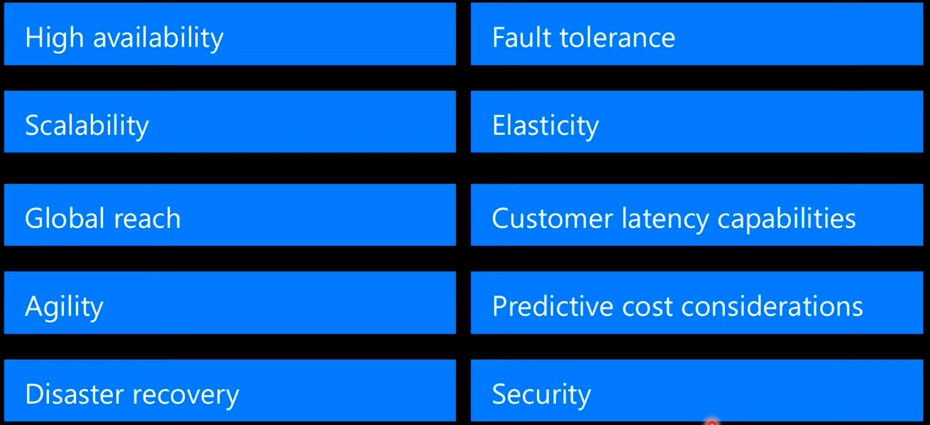 High availability
Fault tolerance
Scalability
Elasticity
Global reach
Customer latency capabilities
Agility
Predictive cost considerations
Disaster recovery
Security